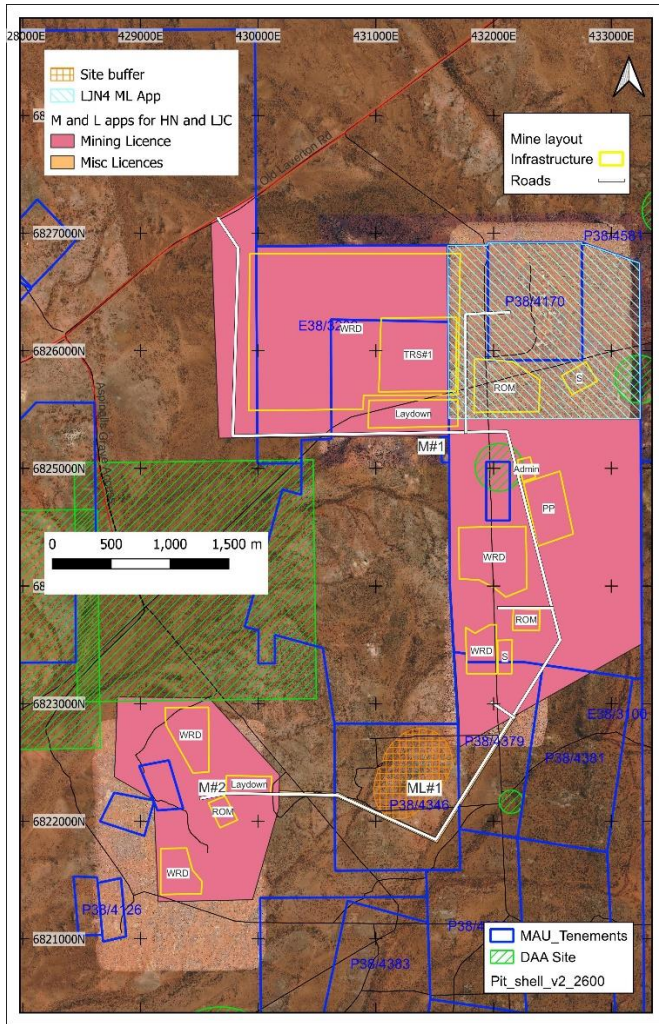 28000E 429000E 430000E 431000E 432000E 433000E
Site buffer
LJN4 ML App
M and L apps for HN and LJC
Mining Licence
Misc Licences
Mine layout
Infrastructure
Roads
Old Laverton Rd
6827000N
P38/4581
P38/4170
WRD
6826000N
TRS#1
ROM
S
Laydown
M#1
6825000N
Admin
PP
0 500 1,000 1,500 m
WRD
ROM
WRD
S
6823000N
E38/3100
P38/4379
P38/4381
WRD
M#2
Laydown
ML#1
P38/4346
ROM
6822000N
WRD
P38/4126
6821000N
P38/4383
MAU_Tenements
DAA Site
Pit_shell_v2_2600